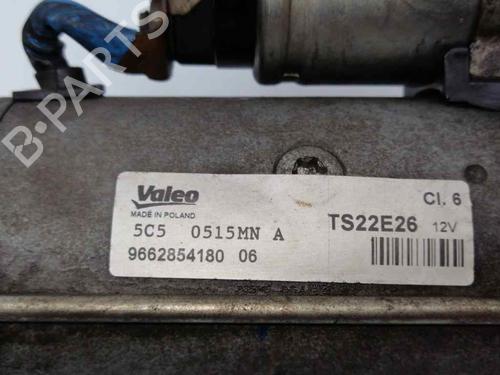 B-PARTS
Valeo
MADE IN POLAND
Cl. 6
5C5 0515MN A
TS22E26 12V
9662854180 06